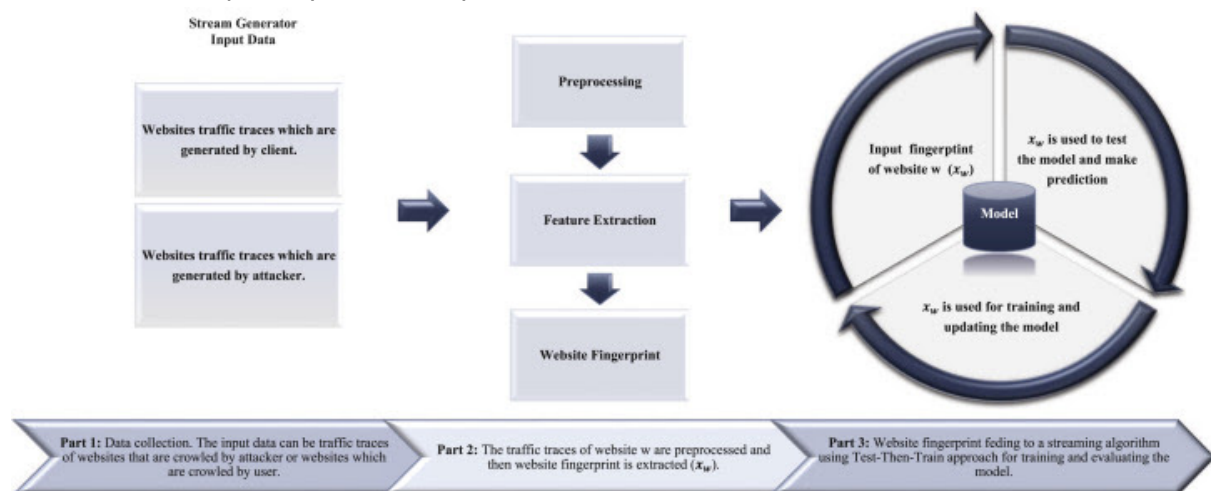 Stream Generator
Input Data
Websites traffic traces which are
generated by client.
Websites traffic traces which are
generated by attacker.
Preprocessing
Feature Extraction
Website Fingerprint
Input fingerptint
of website w (x_w)
x_w is used to test
the model and make
prediction
Model
x_w is used for training and
updating the model
Part 1: Data collection. The input data can be traffic traces
of websites that are crowled by attacker or websites which
are crowled by user.
Part 2: The traffic traces of website w are preprocessed and
then website fingerprint is extracted (x_w).
Part 3: Website fingerprint feding to a streaming algorithm
using Test-Then-Train approach for training and evaluating the
model.